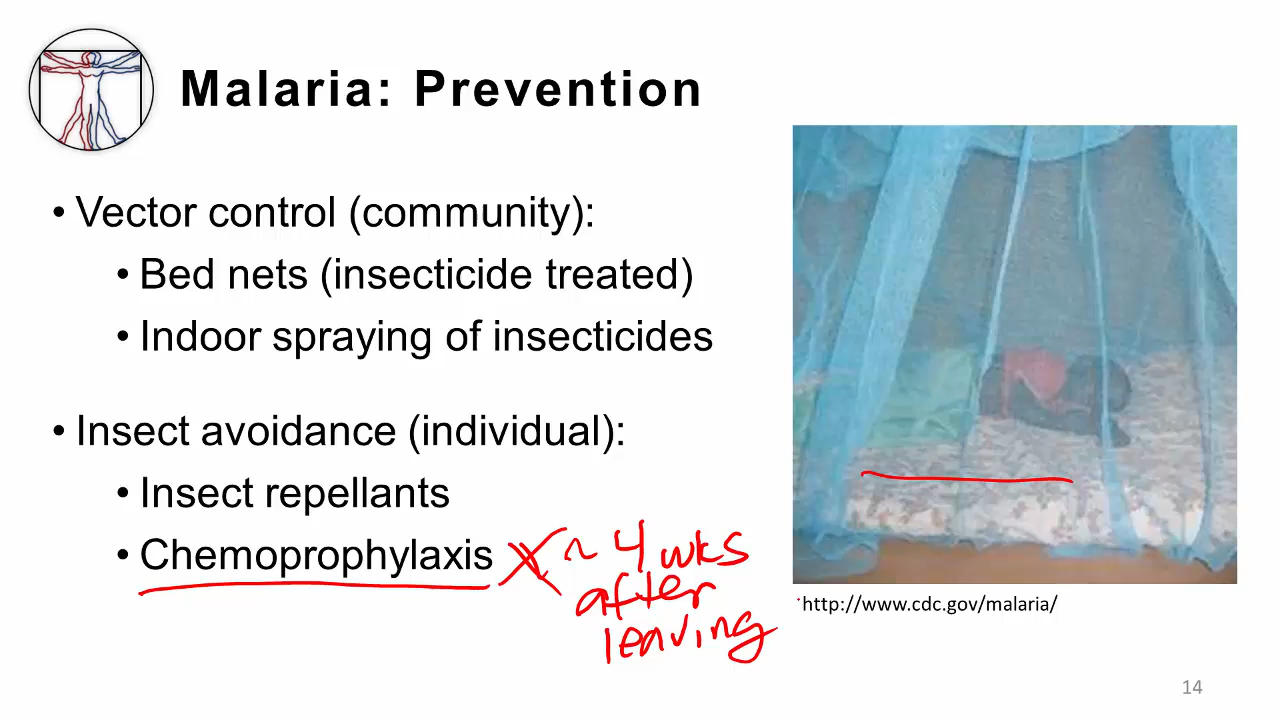 Malaria: Prevention
• Vector control (community):
• Bed nets (insecticide treated)
• Indoor spraying of insecticides
• Insect avoidance (individual):
• Insect repellants
• Chemoprophylaxis
~ 4 wks
after
leaving
http://www.cdc.gov/malaria/
14